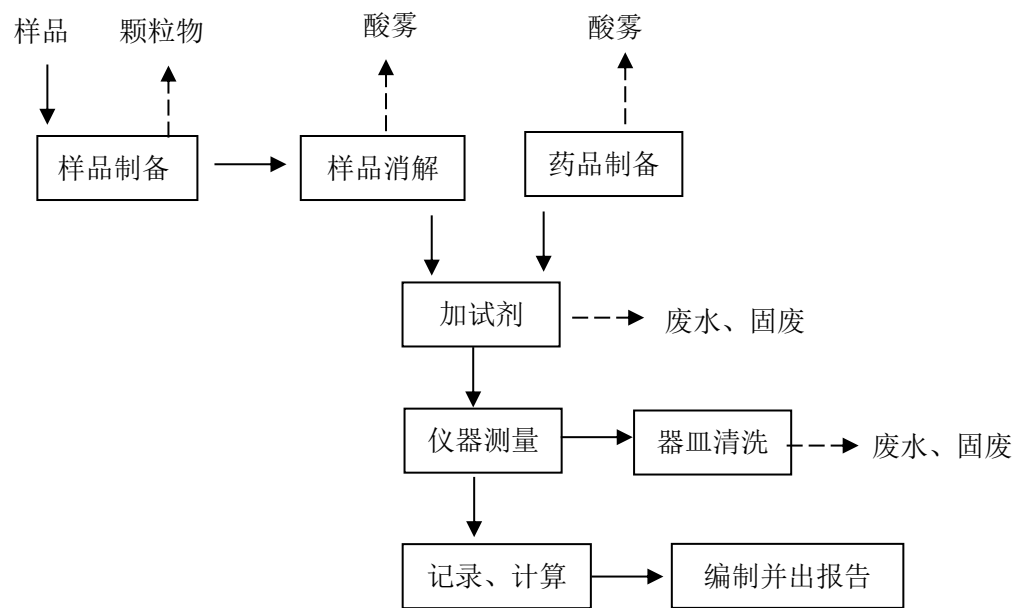 样品 颗粒物 酸雾 酸雾
样品制备 样品消解 药品制备
加试剂 废水、固废
仪器测量 器皿清洗 废水、固废
记录、计算 编制并出报告